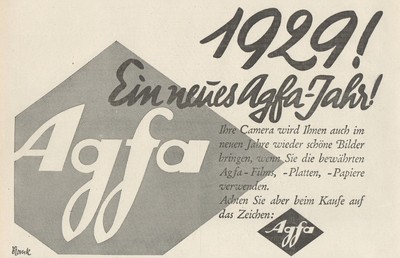 1929!
Ein neues Agfa-Jahr!
Agfa
Ihre Camera wird Ihnen auch im
neuen Jahre wieder schöne Bilder
bringen, wenn Sie die bewährten
Agfa-Films, -Platten, -Papiere
verwenden.
Achten Sie aber beim Kaufe auf
das Zeichen:
Agfa